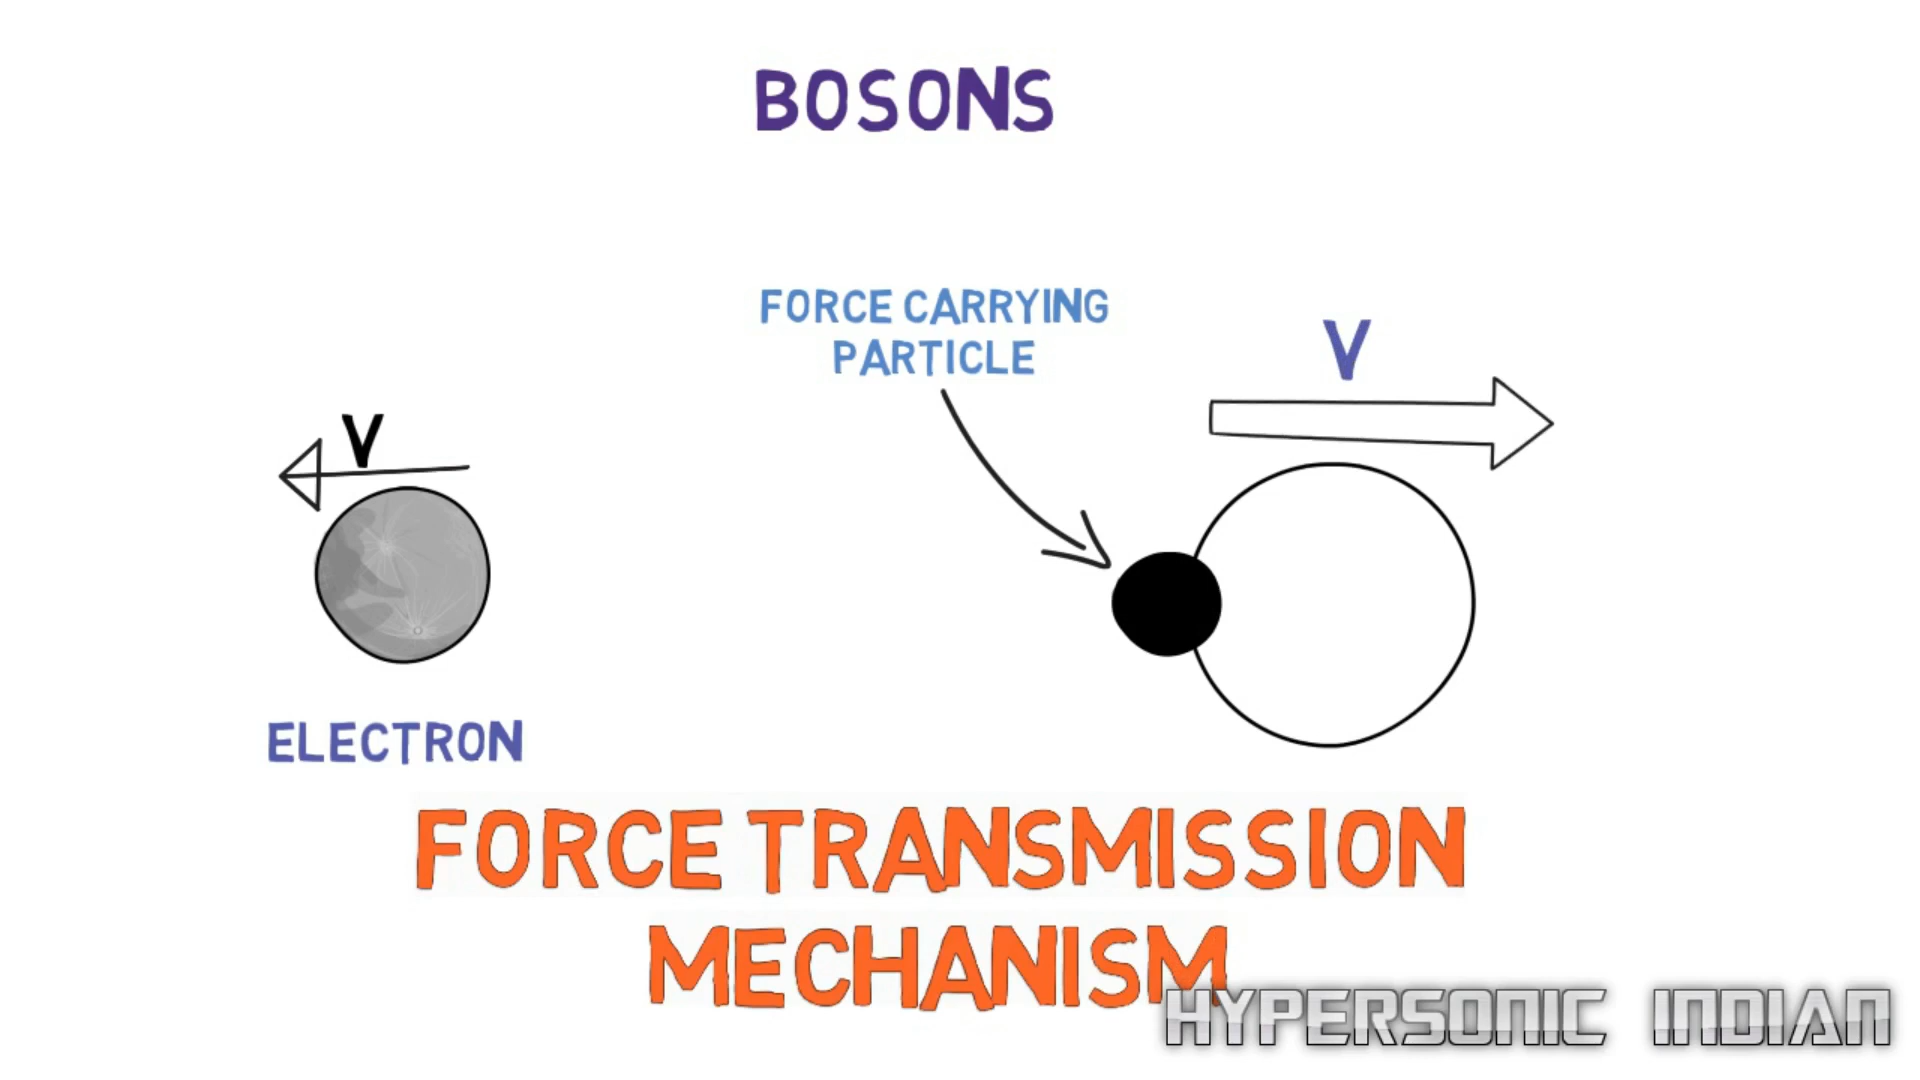 BOSONS
FORCE CARRYING
PARTICLE
V
V
ELECTRON
FORCE TRANSMISSION
MECHANISM
HYPERSONIC INDIAN